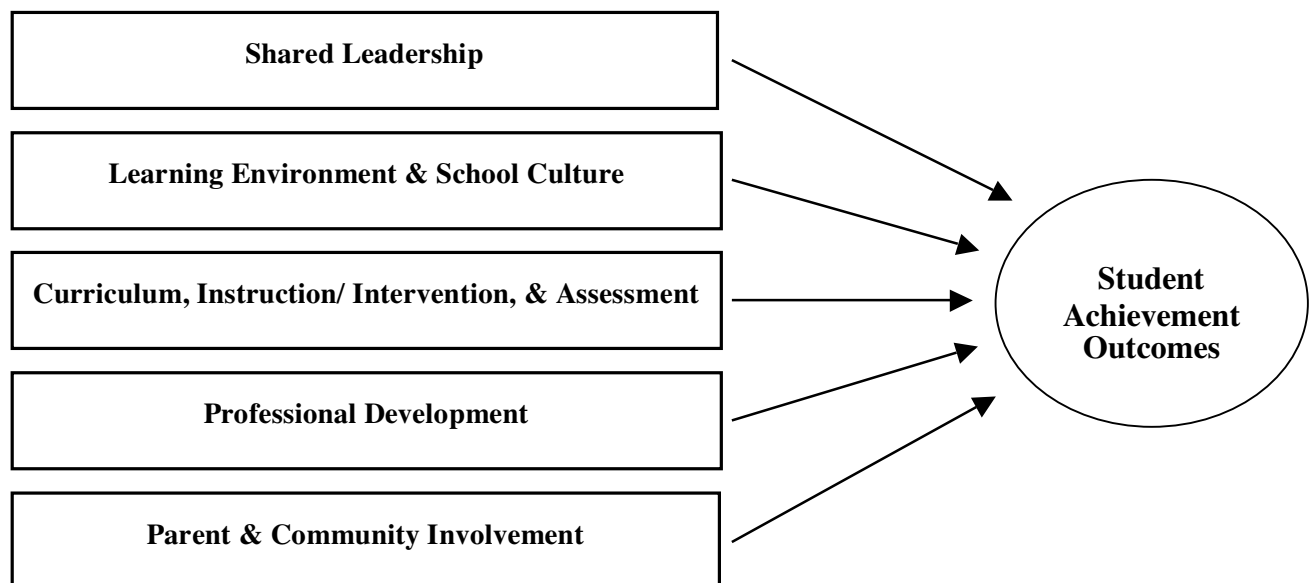 Shared Leadership
Learning Environment & School Culture
Curriculum, Instruction/ Intervention, & Assessment
Professional Development
Parent & Community Involvement
Student
Achievement
Outcomes